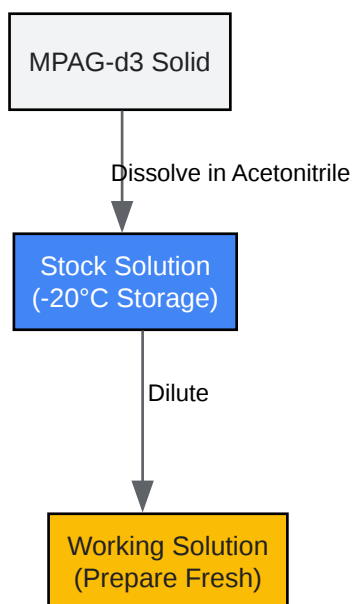 MPAG-d3 Solid
Dissolve in Acetonitrile
Stock Solution
(-20°C Storage)
Dilute
Working Solution
(Prepare Fresh)